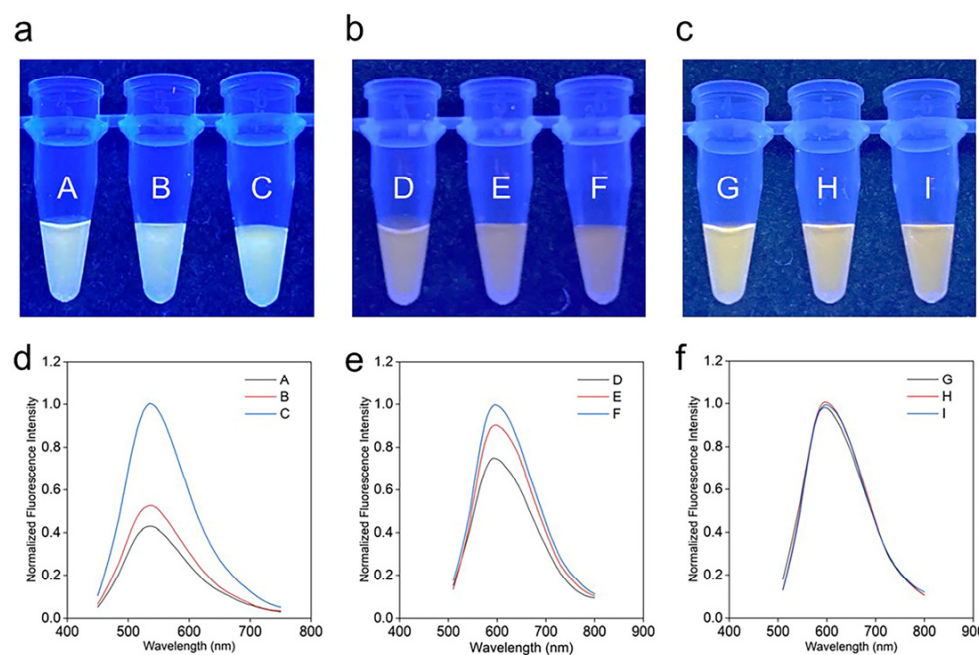 a
b
c
A B C
D E F
G H I
d
1.2
1.0
0.8
0.6
0.4
0.2
0.0
400 500 600 700 800
Normalized Fluorescence Intensity
Wavelength (nm)
A
B
C
e
1.2
1.0
0.8
0.6
0.4
0.2
0.0
400 500 600 700 800 900
Normalized Fluorescence Intensity
Wavelength (nm)
D
E
F
f
1.2
1.0
0.8
0.6
0.4
0.2
0.0
400 500 600 700 800 900
Normalized Fluorescence Intensity
Wavelength (nm)
G
H
I